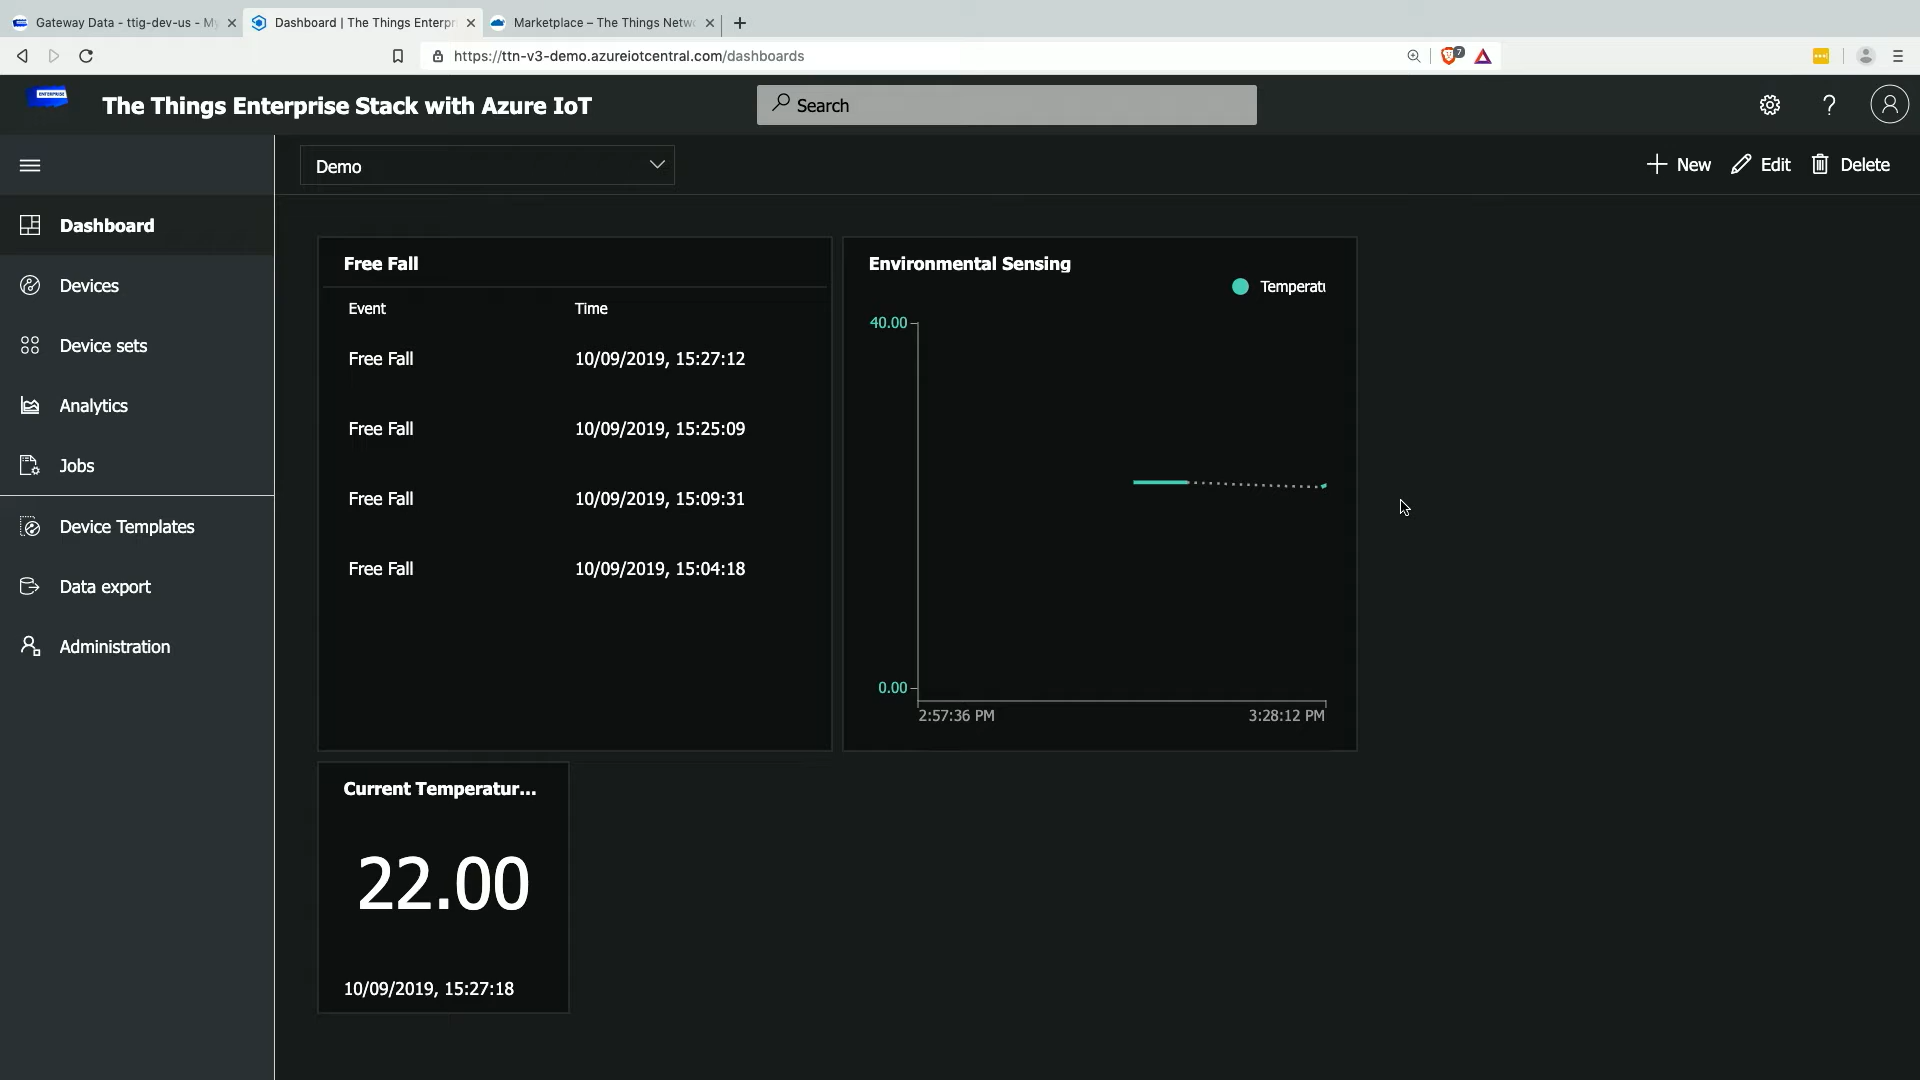 Gateway Data - ttig-dev-us - My
Dashboard | The Things Enterpr
Marketplace – The Things Netwo
https://ttn-v3-demo.azureiotcentral.com/dashboards
7
ENTERPRISE
The Things Enterprise Stack with Azure IoT
Search
Demo
New
Edit
Delete
Dashboard
Devices
Device sets
Analytics
Jobs
Device Templates
Data export
Administration
Free Fall
Event Time
Free Fall 10/09/2019, 15:27:12
Free Fall 10/09/2019, 15:25:09
Free Fall 10/09/2019, 15:09:31
Free Fall 10/09/2019, 15:04:18
Environmental Sensing
Temperatu
40.00
0.00
2:57:36 PM 3:28:12 PM
Current Temperatur...
22.00
10/09/2019, 15:27:18